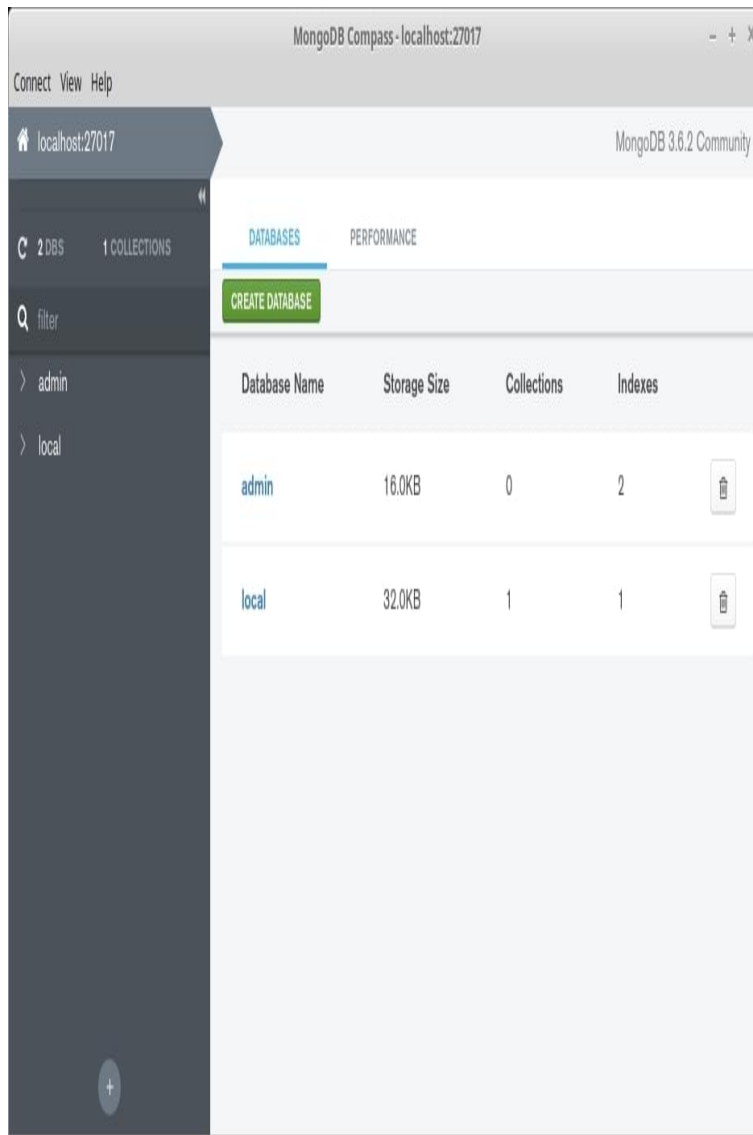 MongoDB Compass - localhost:27017
Connect View Help
localhost:27017
MongoDB 3.6.2 Community
2 DBS 1 COLLECTIONS
DATABASES PERFORMANCE
CREATE DATABASE
filter
admin
local
Database Name Storage Size Collections Indexes
admin 16.0KB 0 2
local 32.0KB 1 1